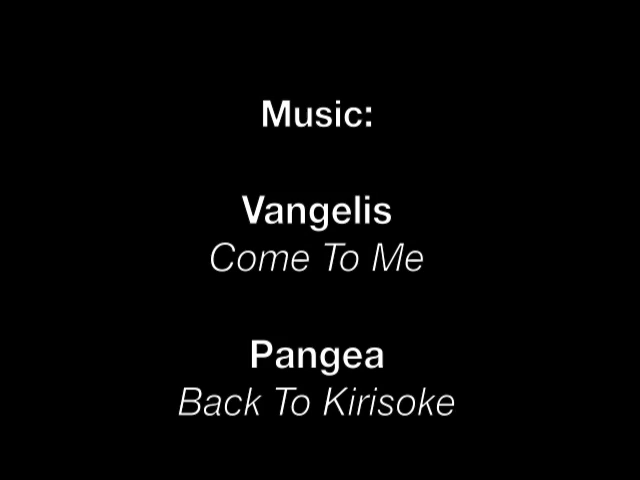 Music:
Vangelis
Come To Me
Pangea
Back To Kirisoke